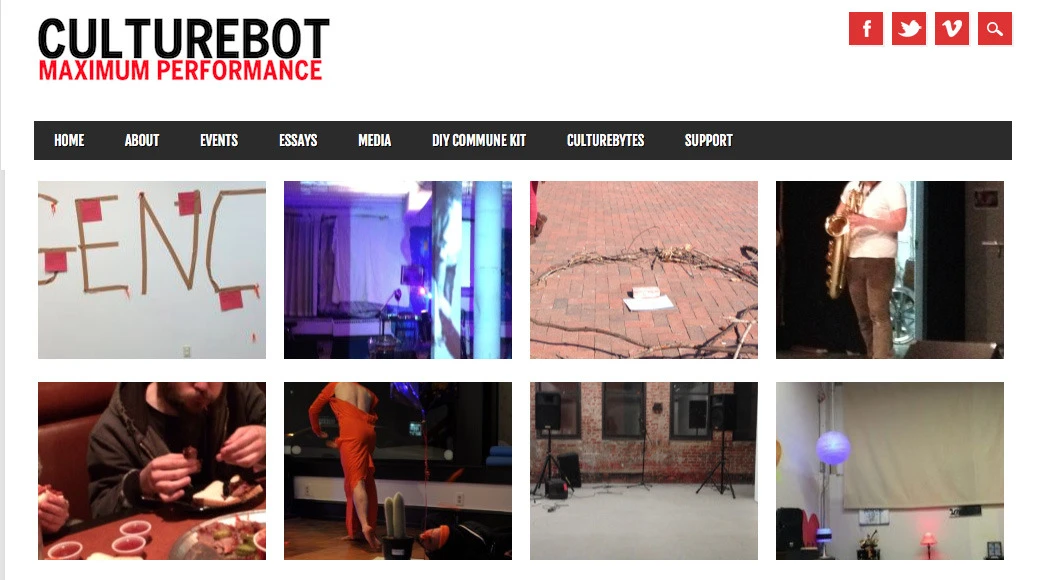 CULTUREBOT
MAXIMUM PERFORMANCE
HOME ABOUT EVENTS ESSAYS MEDIA DIY COMMUNE KIT CULTUREBYTES SUPPORT
GENC